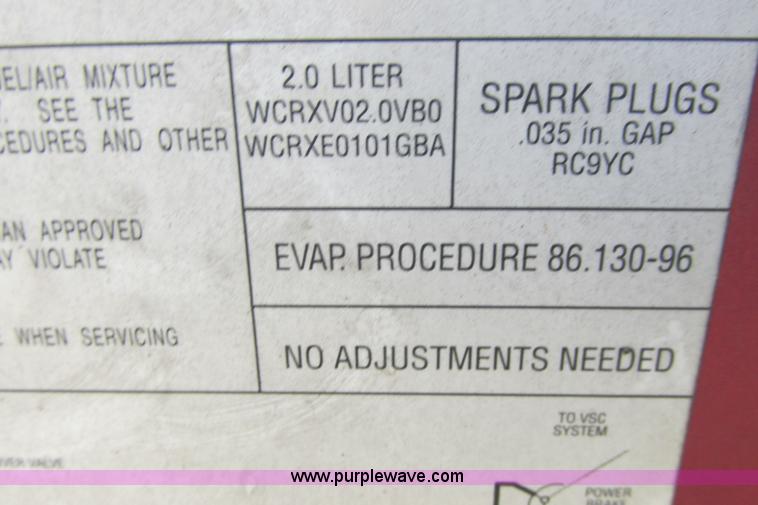 EL/AIR MIXTURE
SEE THE
CEDURES AND OTHER
AN APPROVED
VIOLATE
WHEN SERVICING
2.0 LITER
WCRXV02.0VB0
WCRXE0101GBA
SPARK PLUGS
.035 in. GAP
RC9YC
EVAP. PROCEDURE 86.130-96
NO ADJUSTMENTS NEEDED
TO VSC
SYSTEM
VALVE
www.purplewave.com
POWER
BRAKE